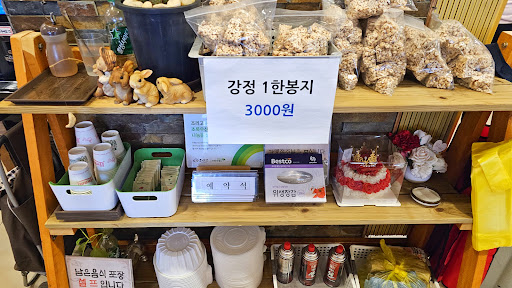 강정 1한봉지
3000원
Bestco
위생장갑
예약석
남은음식 포장
셀프 입니다